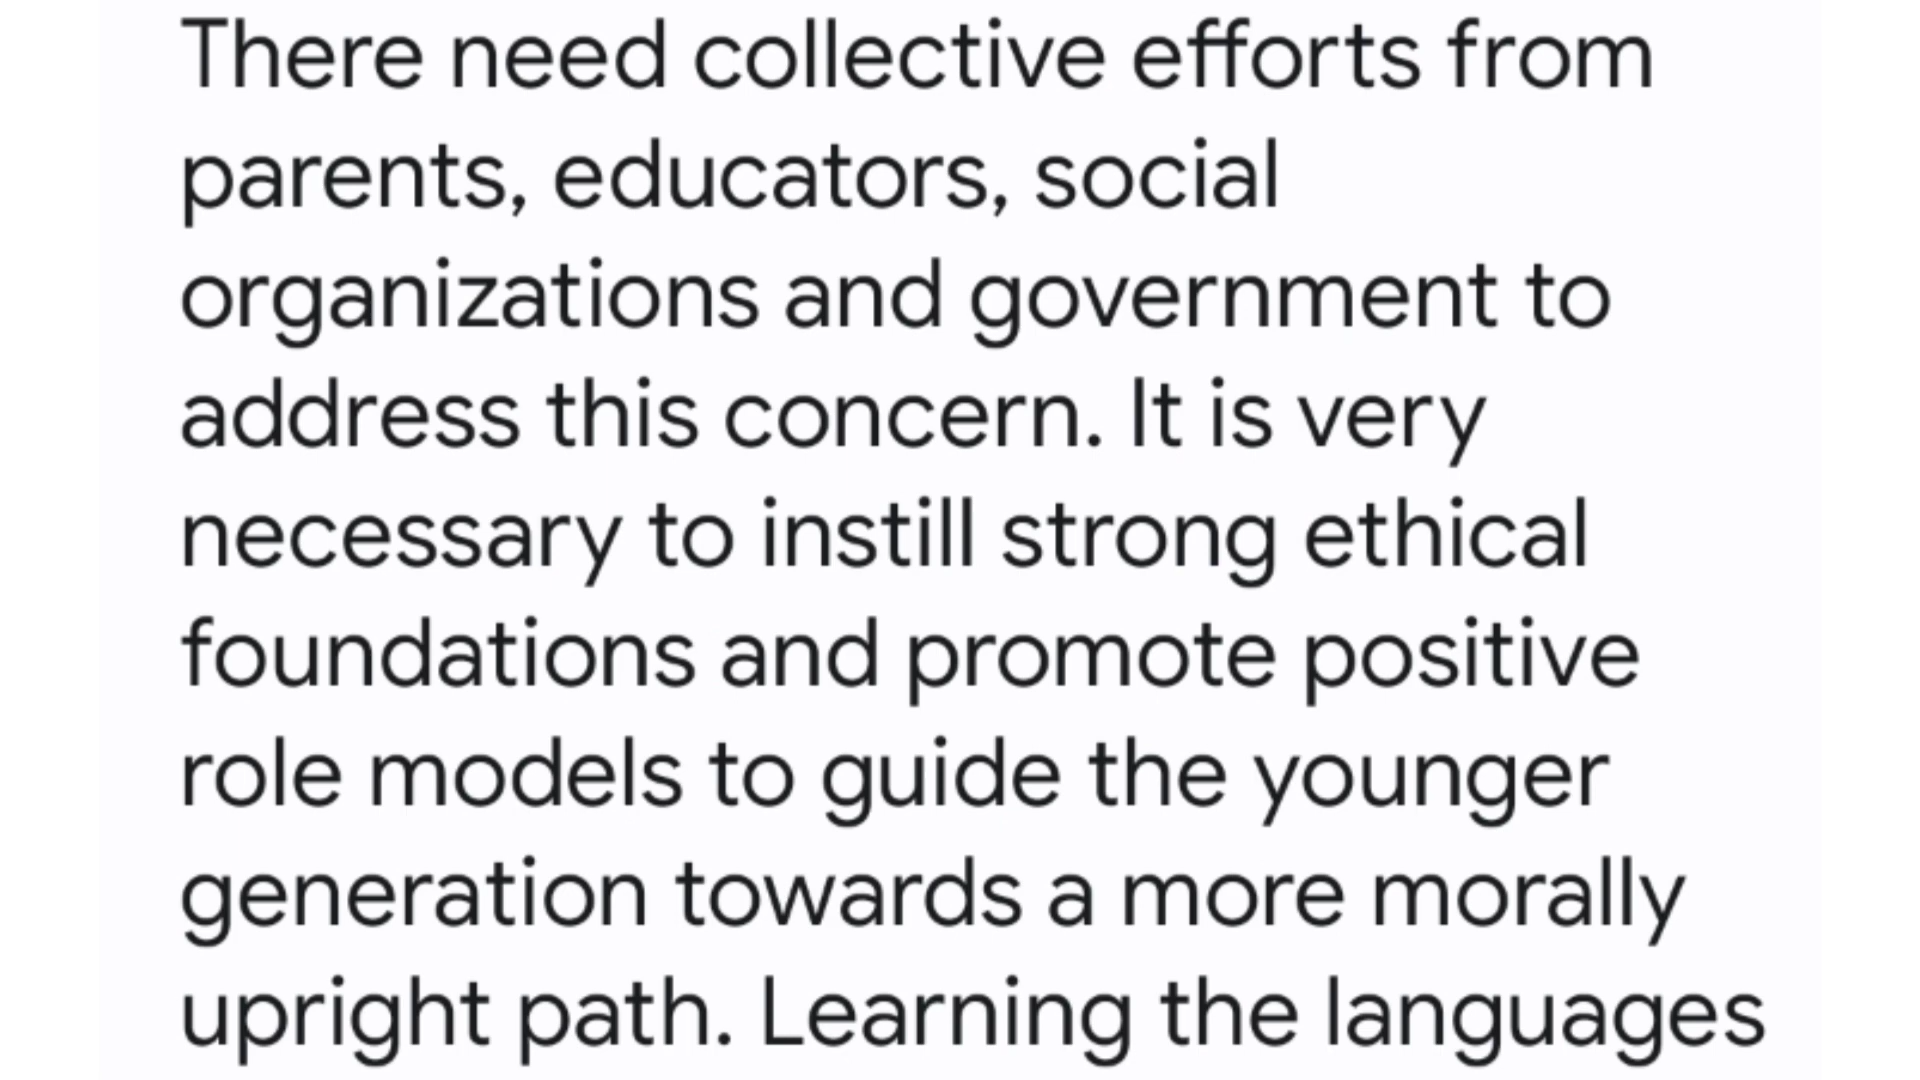 There need collective efforts from
parents, educators, social
organizations and government to
address this concern. It is very
necessary to instill strong ethical
foundations and promote positive
role models to guide the younger
generation towards a more morally
upright path. Learning the languages